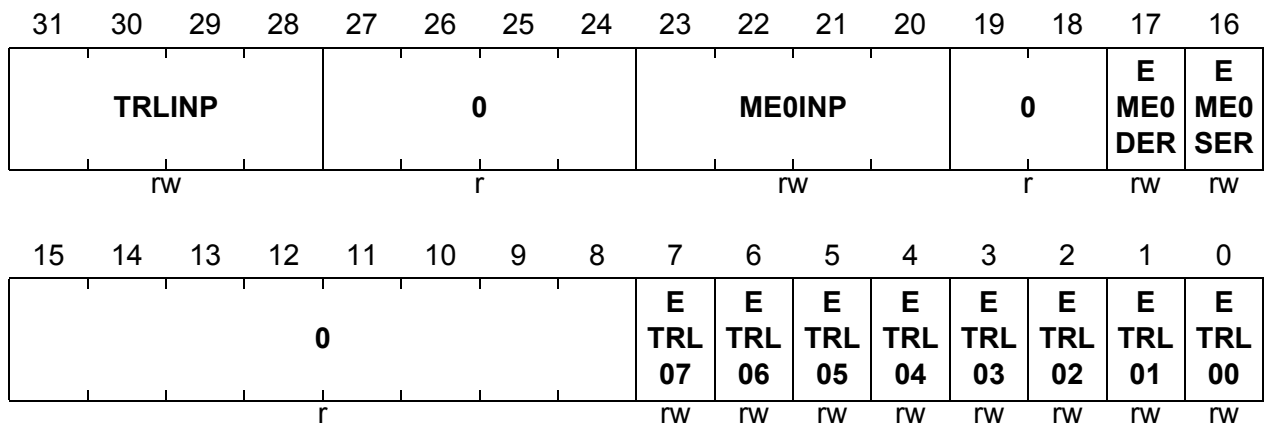 31 30 29 28 27 26 25 24 23 22 21 20 19 18 17 16
TRLINP 0 ME0INP 0 E ME0 DER E ME0 SER
rw r rw r rw rw
15 14 13 12 11 10 9 8 7 6 5 4 3 2 1 0
0 E TRL 07 E TRL 06 E TRL 05 E TRL 04 E TRL 03 E TRL 02 E TRL 01 E TRL 00
r rw rw rw rw rw rw rw rw